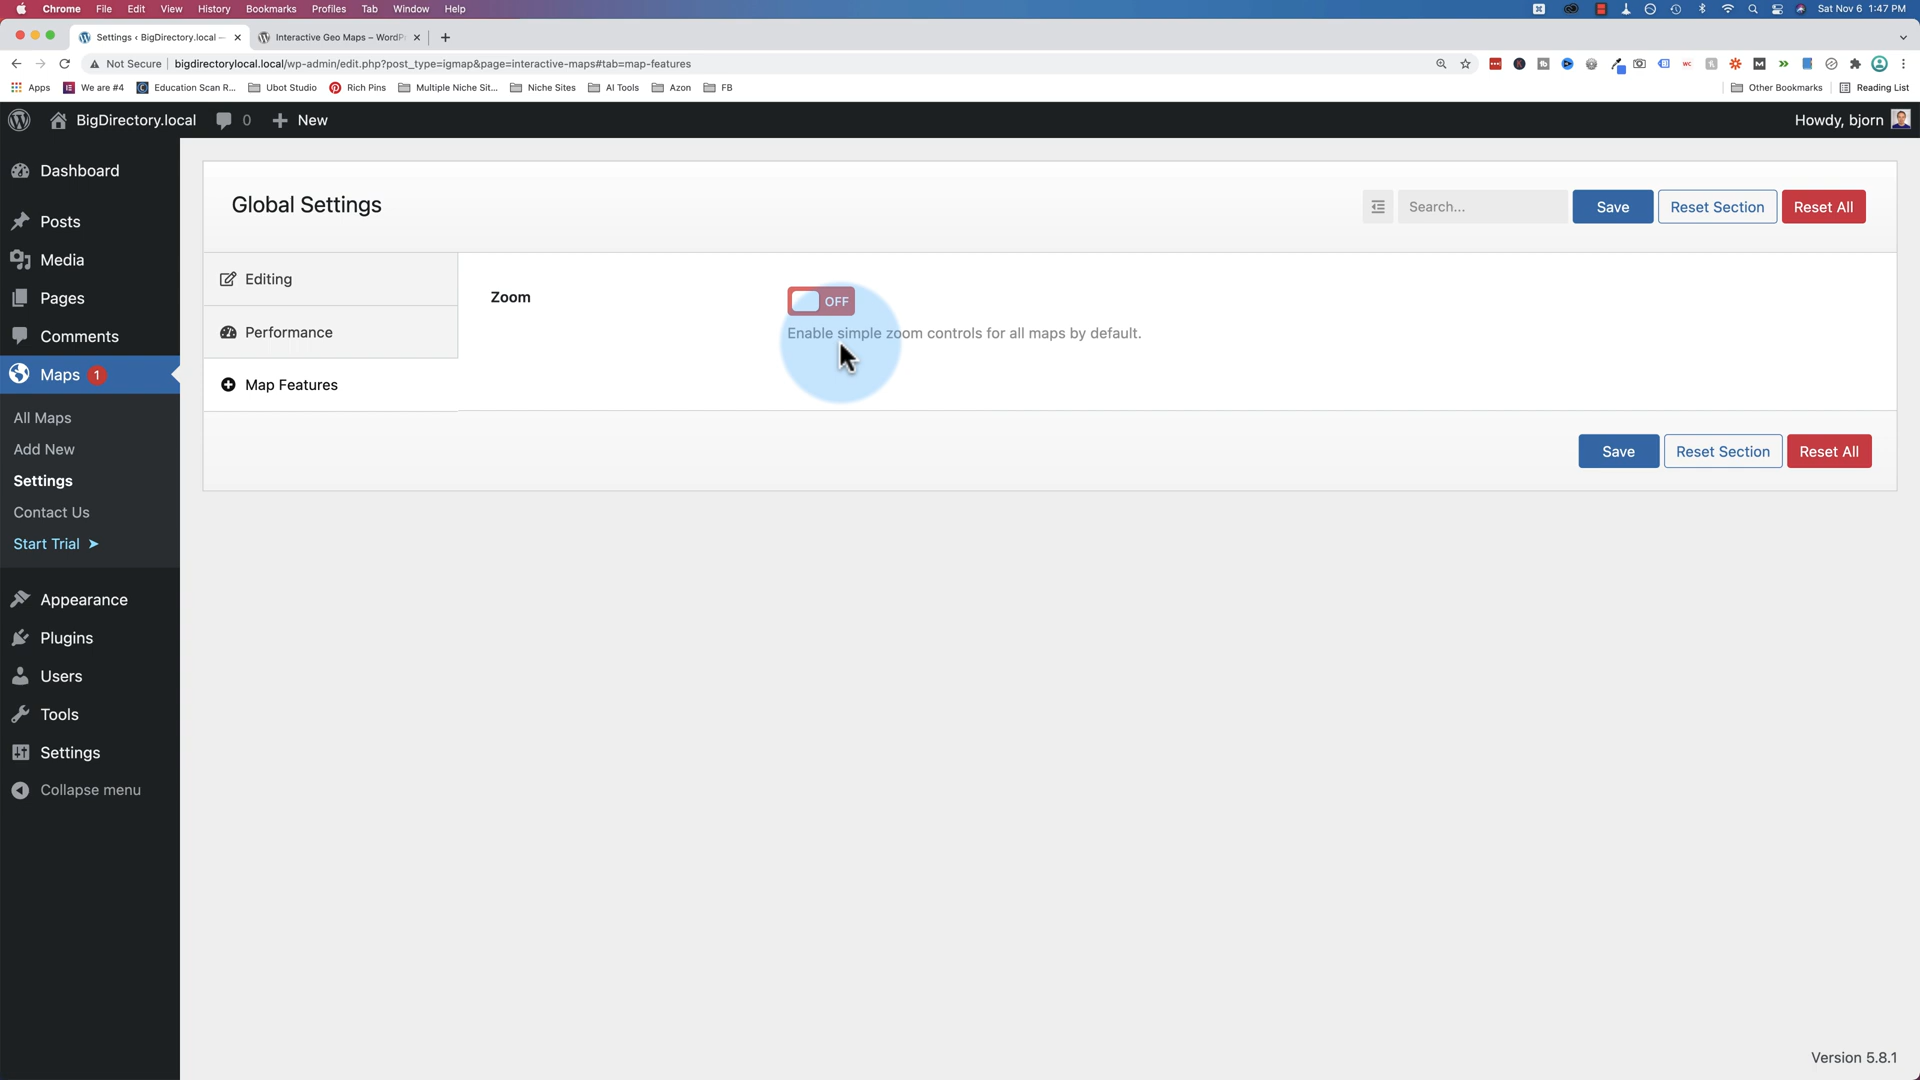 Chrome File Edit View History Bookmarks Profiles Tab Window Help Sat Nov 6 1:47 PM
Settings ‹ BigDirectory.local — Interactive Geo Maps – WordP
Not Secure bigdirectorylocal.local/wp-admin/edit.php?post_type=igmap&page=interactive-maps#tab=map-features
Apps We are #4 Education Scan R... Ubot Studio Rich Pins Multiple Niche Sit... Niche Sites AI Tools Azon FB Other Bookmarks Reading List
BigDirectory.local 0 New Howdy, bjorn
Dashboard
Posts
Media
Pages
Comments
Maps 1
All Maps
Add New
Settings
Contact Us
Start Trial ➤
Appearance
Plugins
Users
Tools
Settings
Collapse menu
Global Settings
Search... Save Reset Section Reset All
Editing
Performance
Map Features
Zoom
OFF
Enable simple zoom controls for all maps by default.
Save Reset Section Reset All
Version 5.8.1